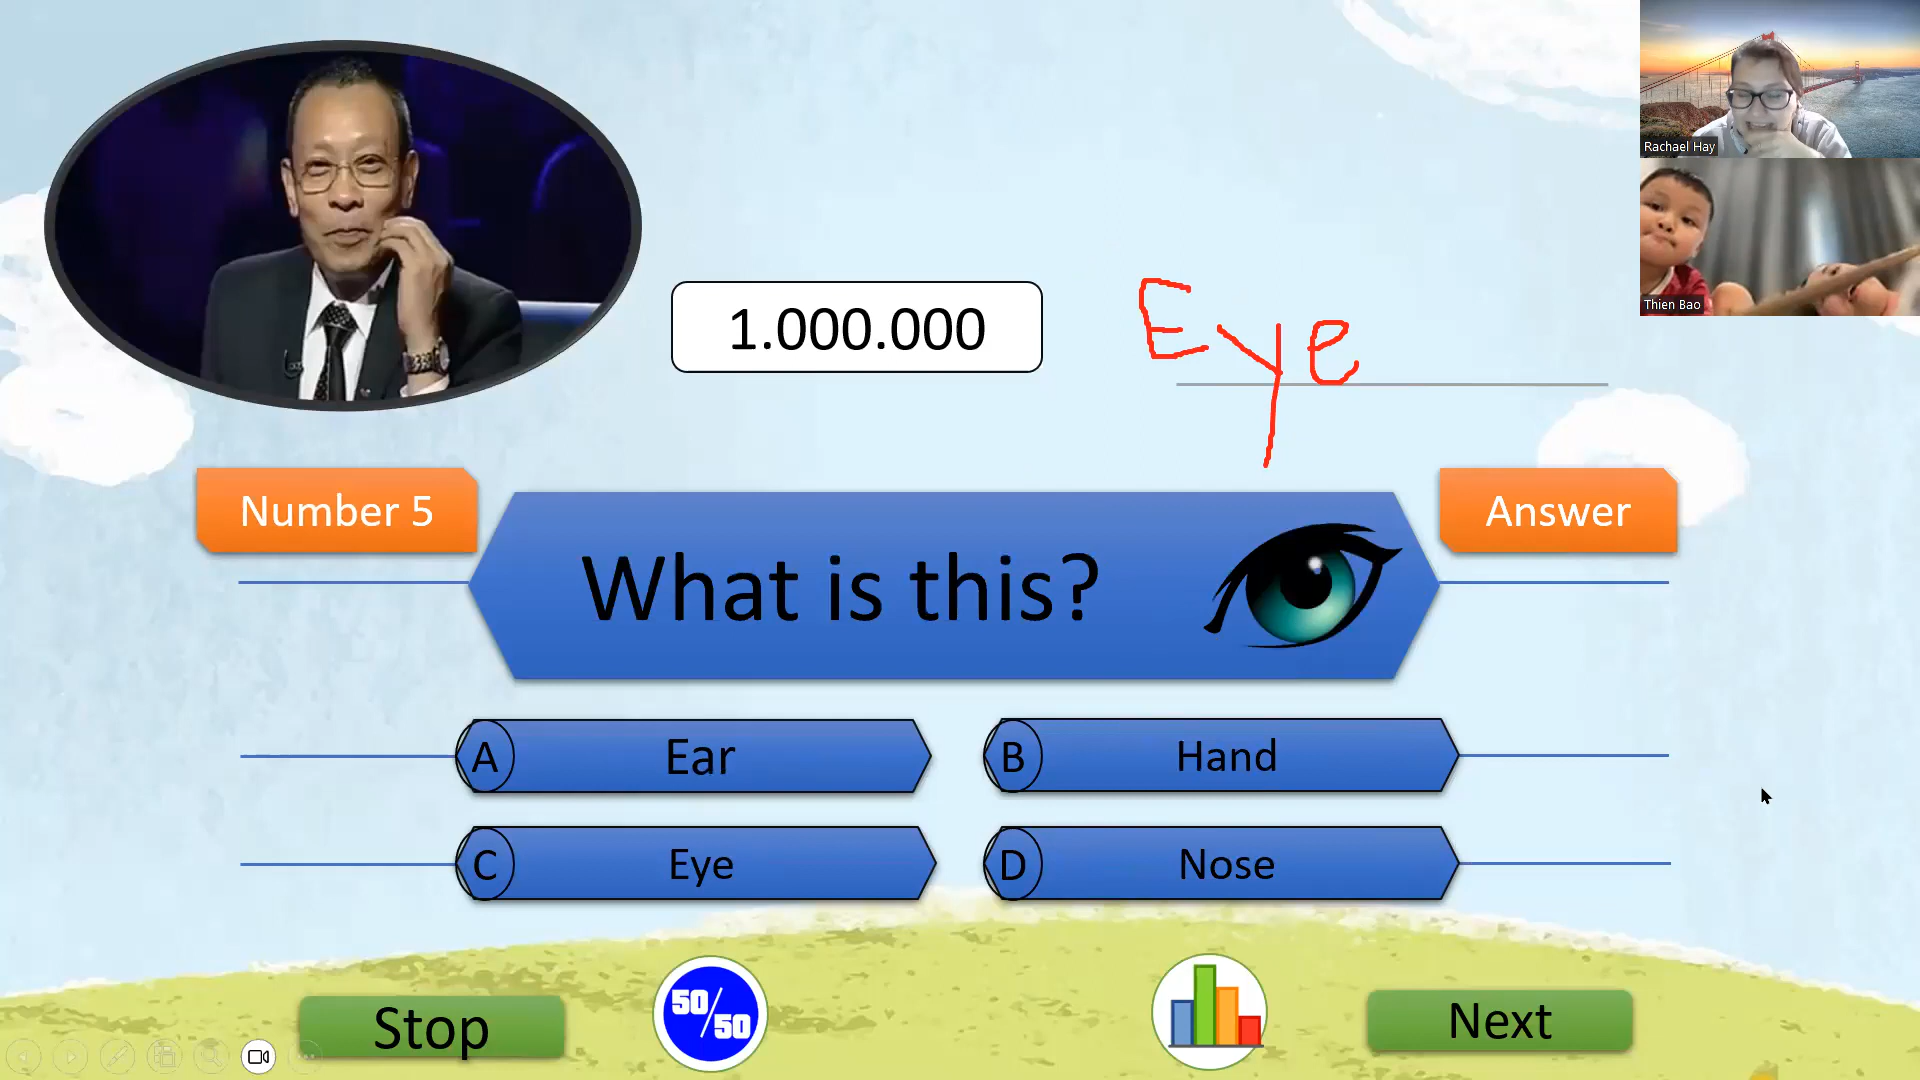 Rachael Hay
Thien Bao
1.000.000
Eye
Number 5
Answer
What is this?
A Ear
B Hand
C Eye
D Nose
Stop
50/50
Next